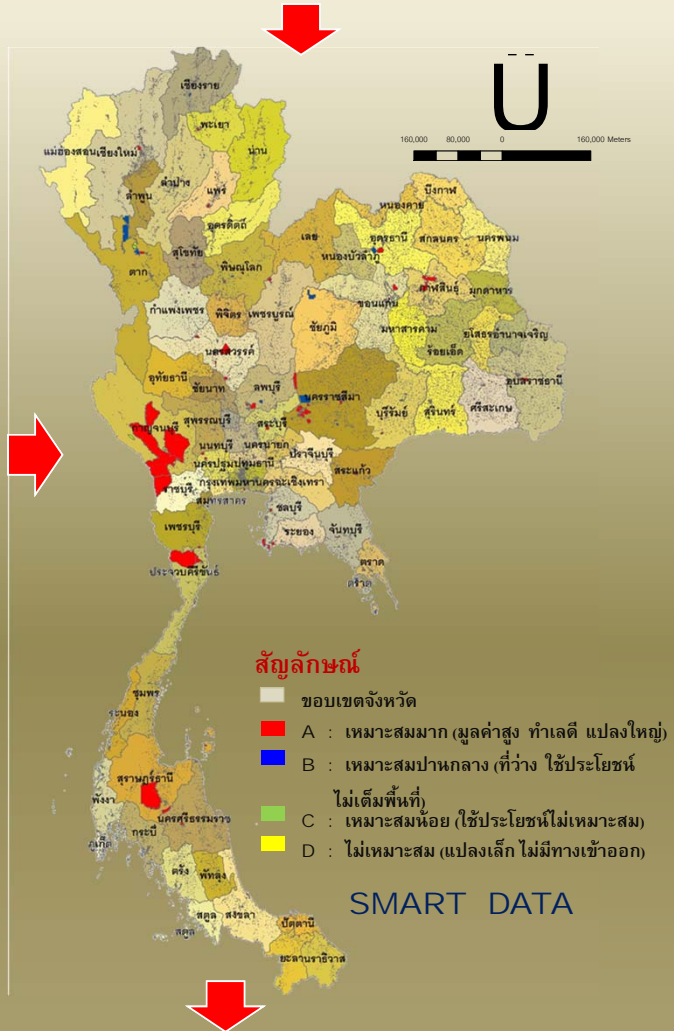 Ü
160,000 80,000 0 160,000 Meters
เชียงราย
พะเยา
น่าน
แม่ฮ่องสอน เชียงใหม่
ลำปาง
แพร่
ลำพูน
อุตรดิตถ์
สุโขทัย
ตาก
พิษณุโลก
เลย
หนองบัวลำภู
อุดรธานี
หนองคาย
บึงกาฬ
สกลนคร
นครพนม
กำแพงเพชร
พิจิตร
เพชรบูรณ์
ชัยภูมิ
ขอนแก่น
กาฬสินธุ์
มุกดาหาร
มหาสารคาม
ร้อยเอ็ด
ยโสธร อำนาจเจริญ
นครสวรรค์
อุทัยธานี
ชัยนาท
ลพบุรี
นครราชสีมา
บุรีรัมย์
สุรินทร์
ศรีสะเกษ
อุบลราชธานี
กาญจนบุรี
สุพรรณบุรี
สระบุรี
นนทบุรี
นครนายก
ปราจีนบุรี
นครปฐม ปทุมธานี
สระแก้ว
ราชบุรี
กรุงเทพมหานคร ฉะเชิงเทรา
สมุทรสาคร
ชลบุรี
เพชรบุรี
ระยอง
จันทบุรี
ตราด
ตราด
ประจวบคีรีขันธ์
ชุมพร
ระนอง
สุราษฎร์ธานี
พังงา
นครศรีธรรมราช
กระบี่
ภูเก็ต
ตรัง
พัทลุง
สตูล
สงขลา
สตูล
ปัตตานี
ยะลา นราธิวาส
สัญลักษณ์
ขอบเขตจังหวัด
A : เหมาะสมมาก (มูลค่าสูง ทำเลดี แปลงใหญ่)
B : เหมาะสมปานกลาง (ที่ว่าง ใช้ประโยชน์
ไม่เต็มพื้นที่)
C : เหมาะสมน้อย (ใช้ประโยชน์ไม่เหมาะสม)
D : ไม่เหมาะสม (แปลงเล็ก ไม่มีทางเข้าออก)
SMART DATA